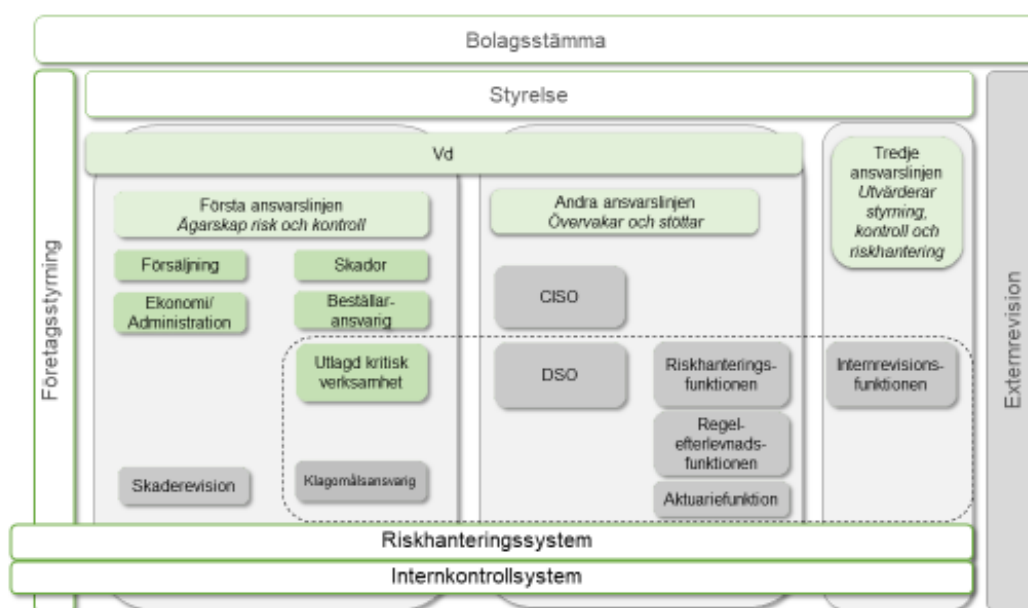 Bolagsstämma
Styrelse
Vd
Företagsstyrning
Externrevision
Första ansvarslinjen
Ägarskap risk och kontroll
Försäljning
Skador
Ekonomi/
Administration
Beställar-
ansvarig
Utlagd kritisk
verksamhet
Skaderevision
Klagomålsansvarig
Andra ansvarslinjen
Övervakar och stöttar
CISO
DSO
Riskhanterings-
funktionen
Regel-
efterlevnads-
funktionen
Aktuariefunktion
Tredje
ansvarslinjen
Utvärderar
styrning,
kontroll och
riskhantering
Internrevisions-
funktionen
Riskhanteringssystem
Internkontrollsystem